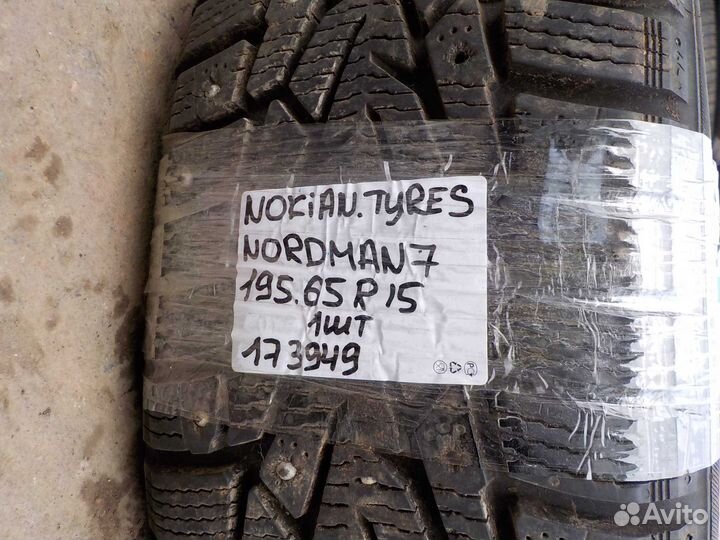 NOKiAN.TYRES
NORDMAN7
195.65 R 15
1шт
173949
Avito